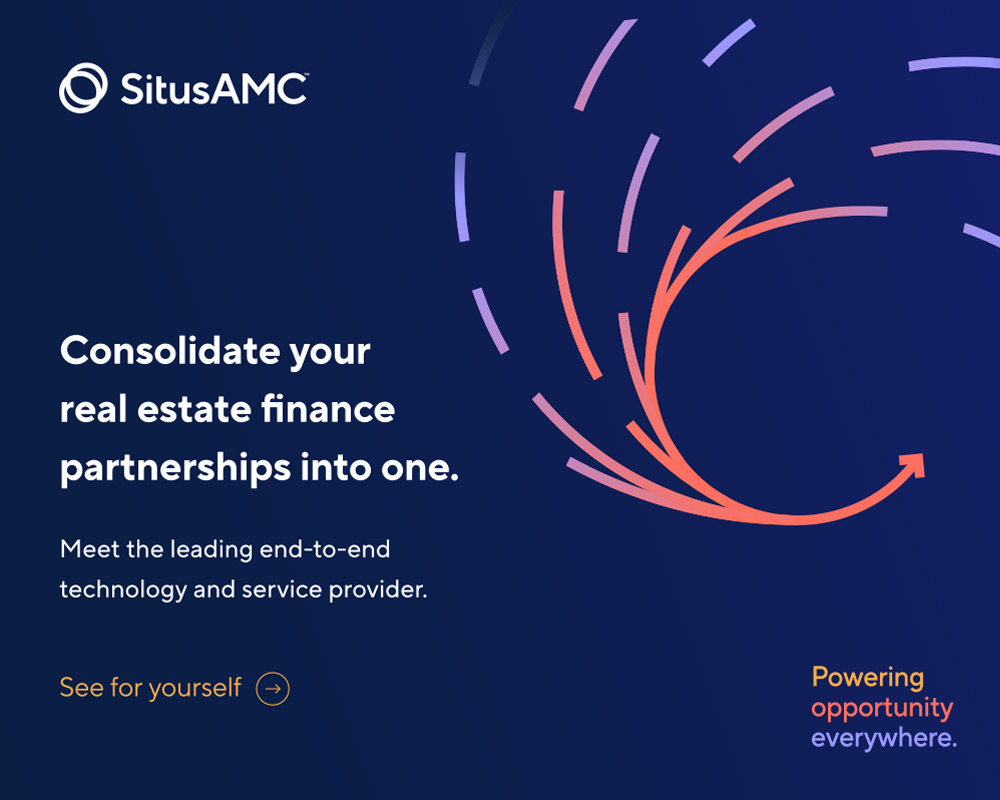 SitusAMC™
Consolidate your
real estate finance
partnerships into one.
Meet the leading end-to-end
technology and service provider.
See for yourself
Powering
opportunity
everywhere.